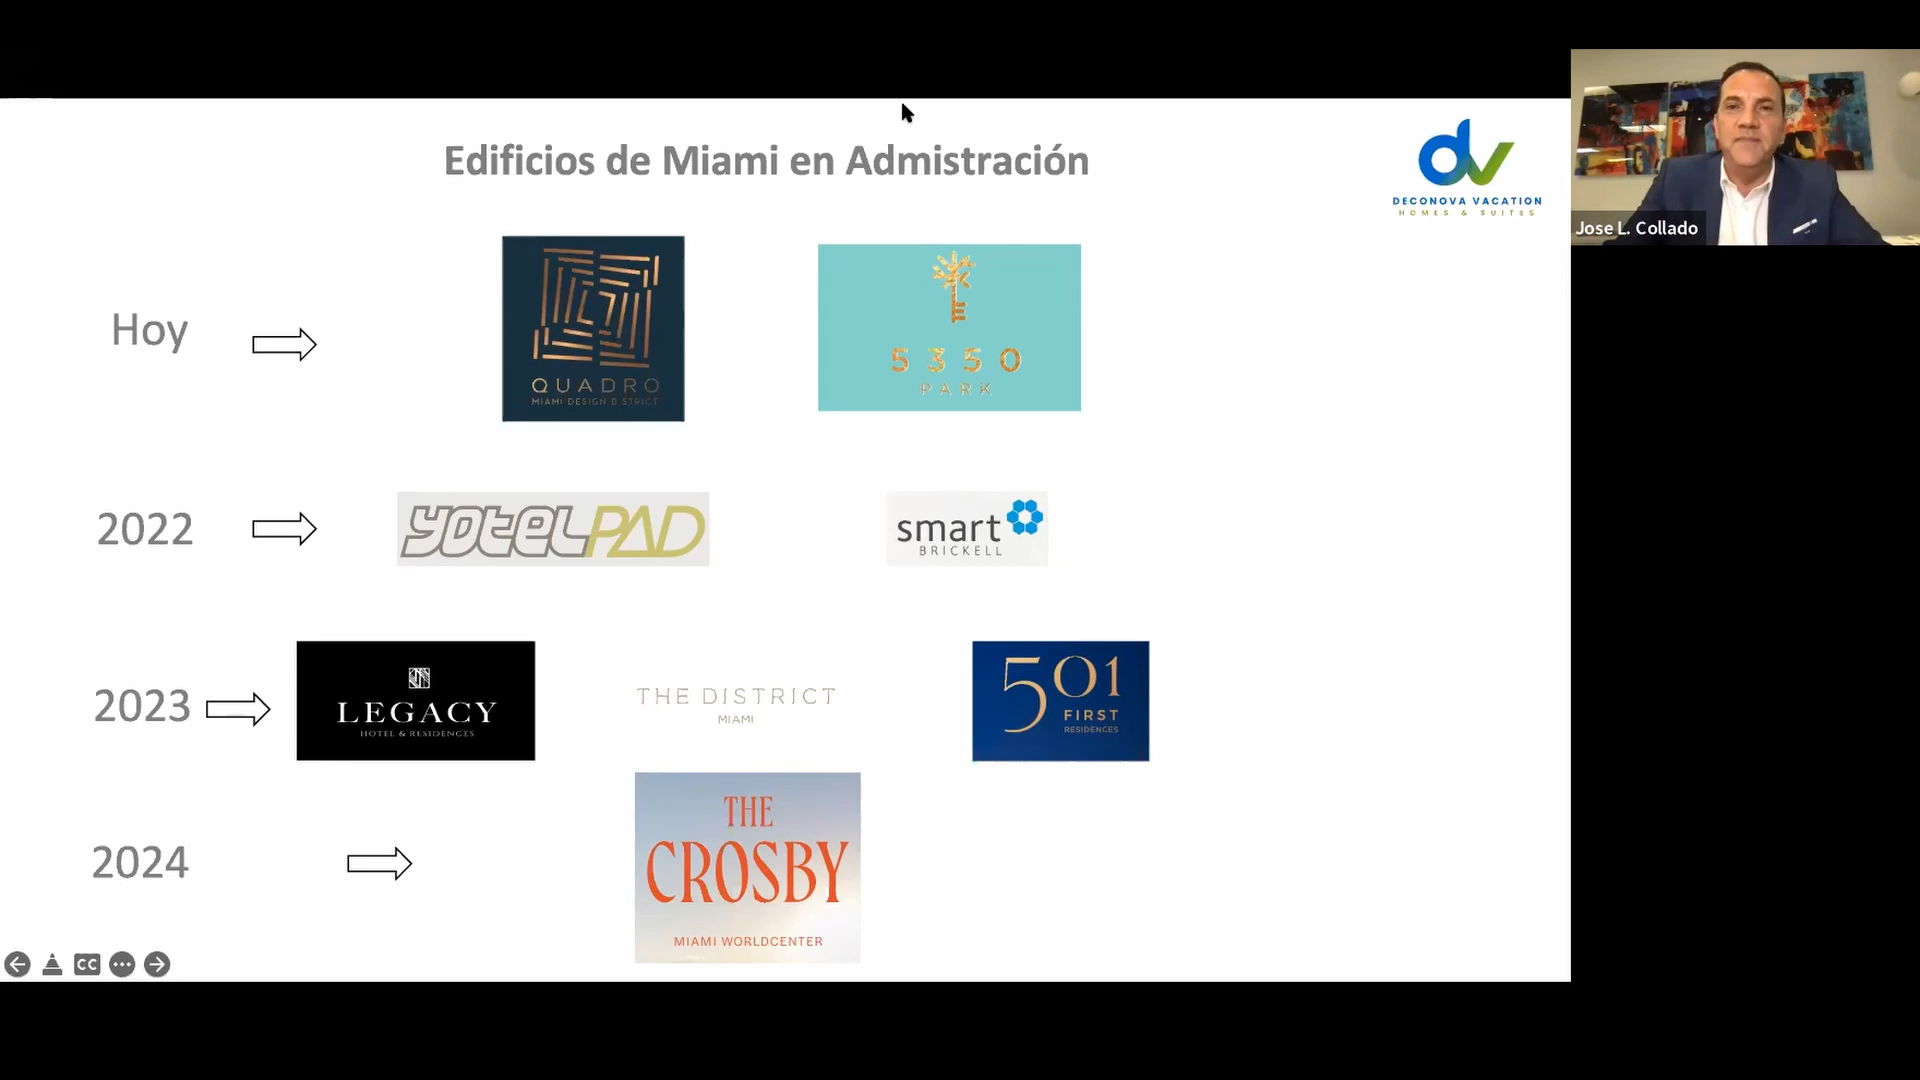 Edificios de Miami en Admistración
DECONOVA VACATION
HOMES & SUITES
Jose L. Collado
Hoy
QUADRO
MIAMI DESIGN DISTRICT
5350
PARK
2022
YOTELPAD
smart
BRICKELL
2023
LEGACY
HOTEL & RESIDENCES
THE DISTRICT
MIAMI
501
FIRST
RESIDENCES
2024
THE
CROSBY
MIAMI WORLDCENTER
CC